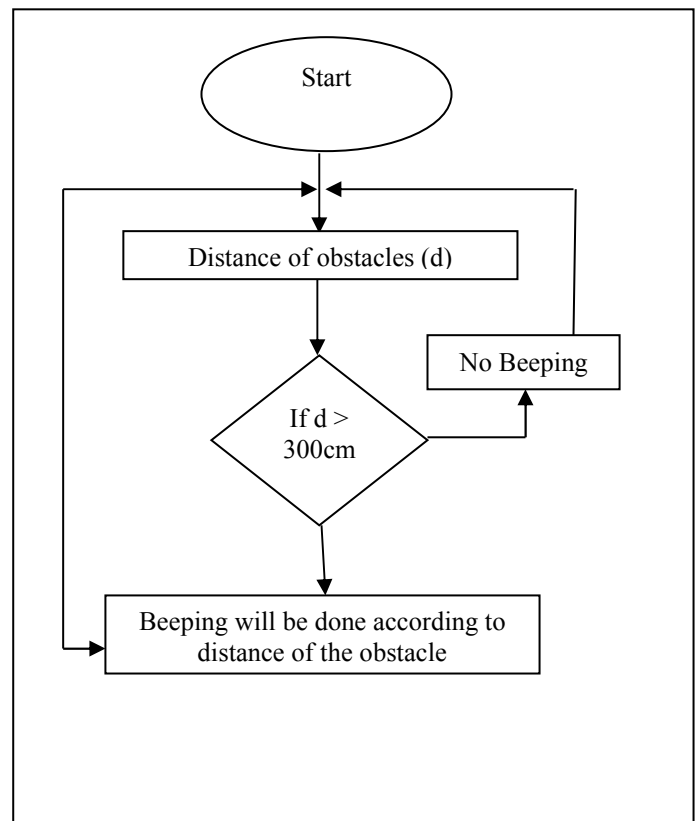 Start
Distance of obstacles (d)
No Beeping
If d >
300cm
Beeping will be done according to
distance of the obstacle